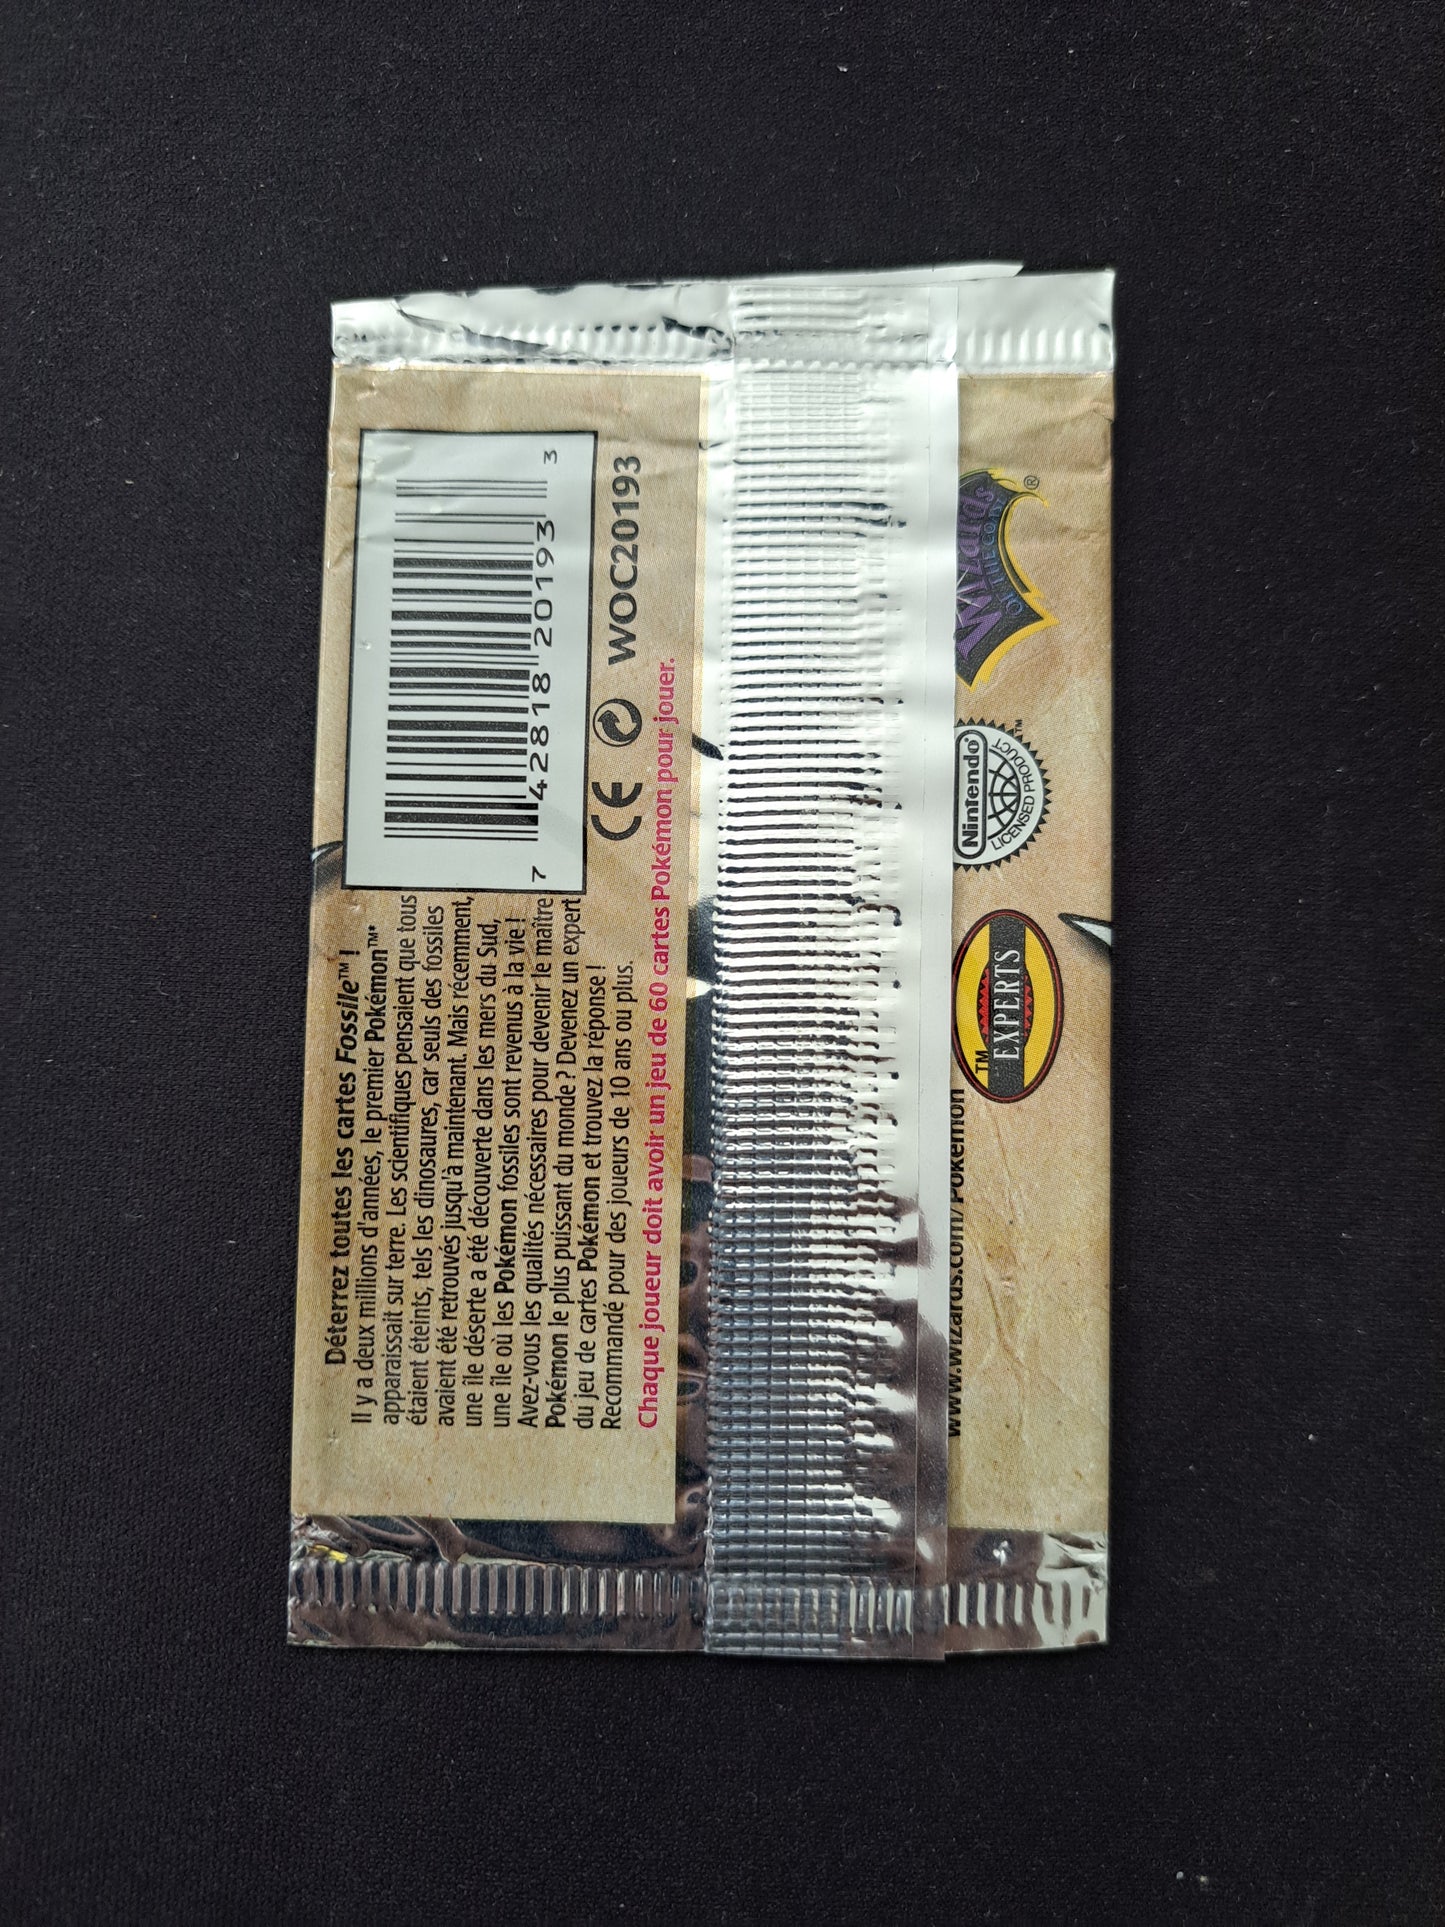 Déterrez toutes les cartes Fossile™ !
Il y a deux millions d'années, le premier Pokémon™*
apparaissait sur terre. Les scientifiques pensaient que tous
étaient éteints, tels les dinosaures, car seuls des fossiles
avaient été retrouvés jusqu'à maintenant. Mais récemment,
une île déserte a été découverte dans les mers du Sud,
une île où les Pokémon fossiles sont revenus à la vie !
Avez-vous les qualités nécessaires pour devenir le maître
Pokémon le plus puissant du monde ? Devenez un expert
du jeu de cartes Pokémon et trouvez la réponse !
Recommandé pour des joueurs de 10 ans ou plus.
Chaque joueur doit avoir un jeu de 60 cartes Pokémon pour jouer.
7 42818 20193 3
CE WOC20193
www.wizards.com/Pokemon
EXPERTS TM
Nintendo®
LICENSED PRODUCT TM
Wizards
OF THE COAST ®